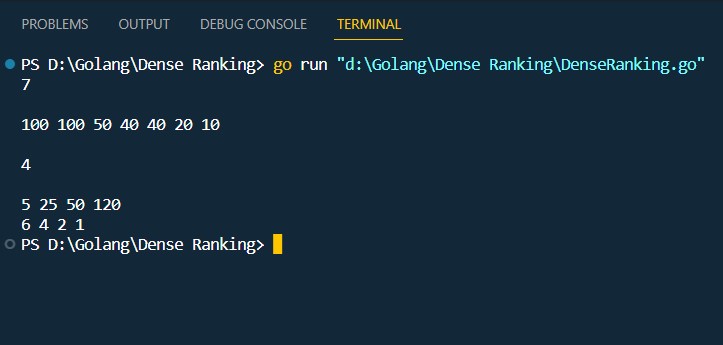 PROBLEMS OUTPUT DEBUG CONSOLE TERMINAL
PS D:\Golang\Dense Ranking> go run "d:\Golang\Dense Ranking\DenseRanking.go"
7
100 100 50 40 40 20 10
4
5 25 50 120
6 4 2 1
PS D:\Golang\Dense Ranking>